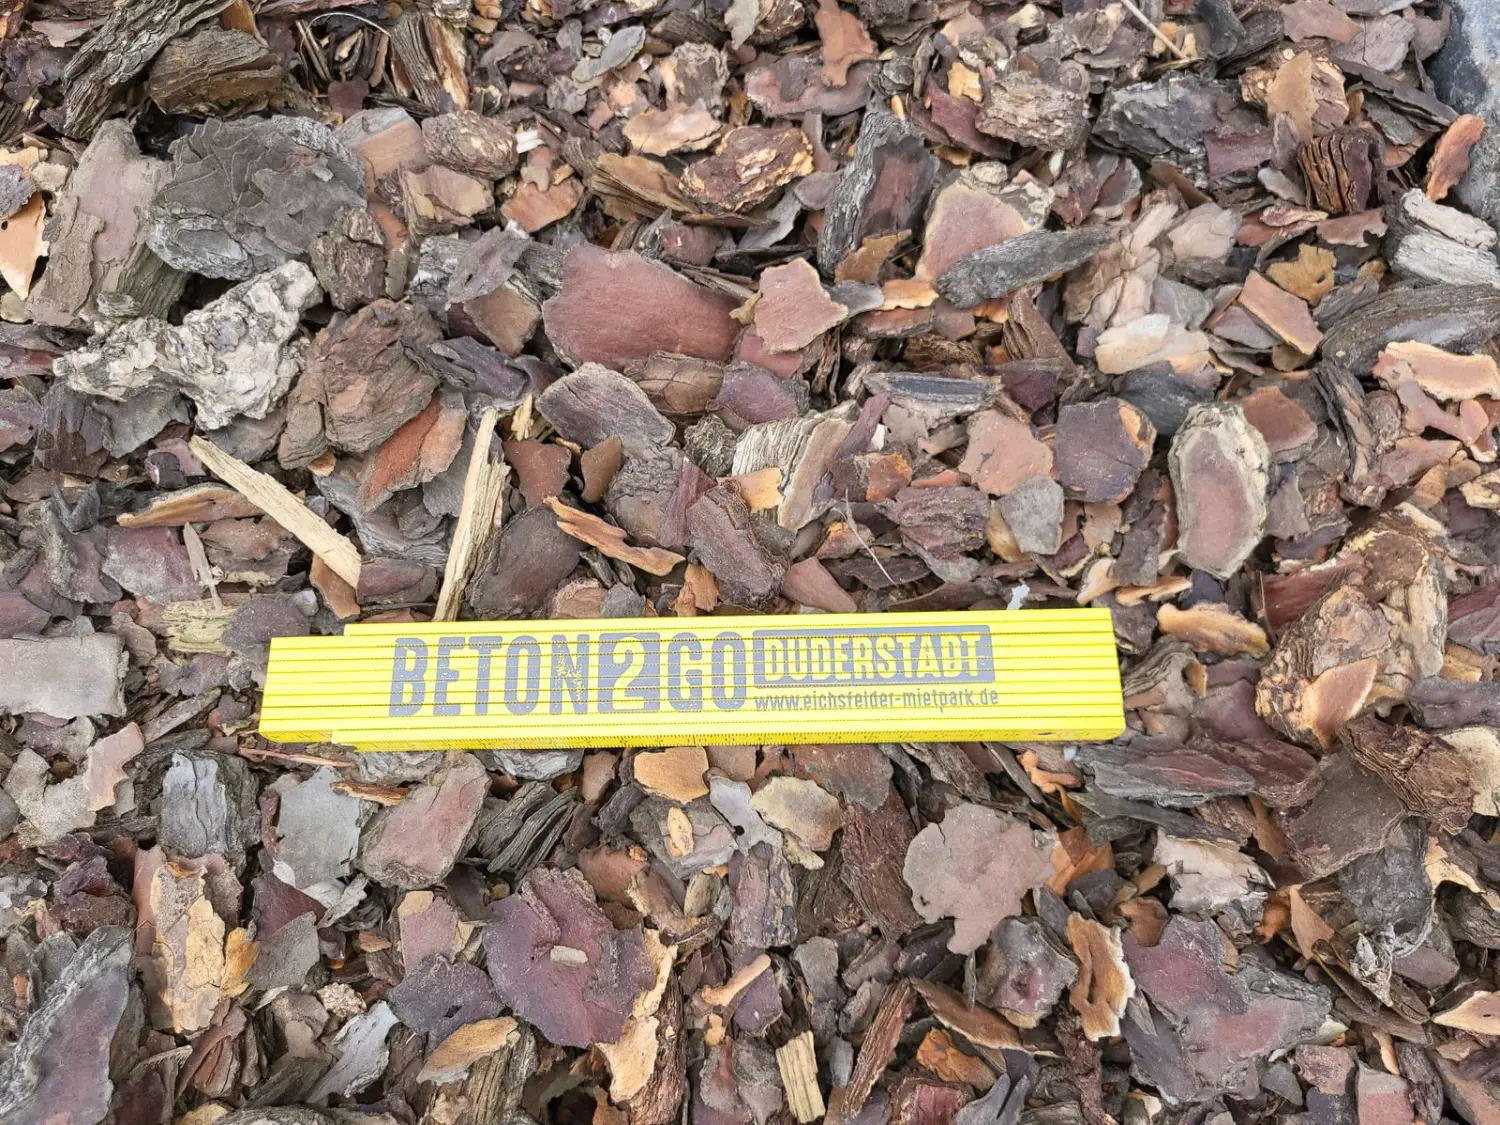 BETON2GO DUDERSTADT
www.eichsfelder-mietpark.de